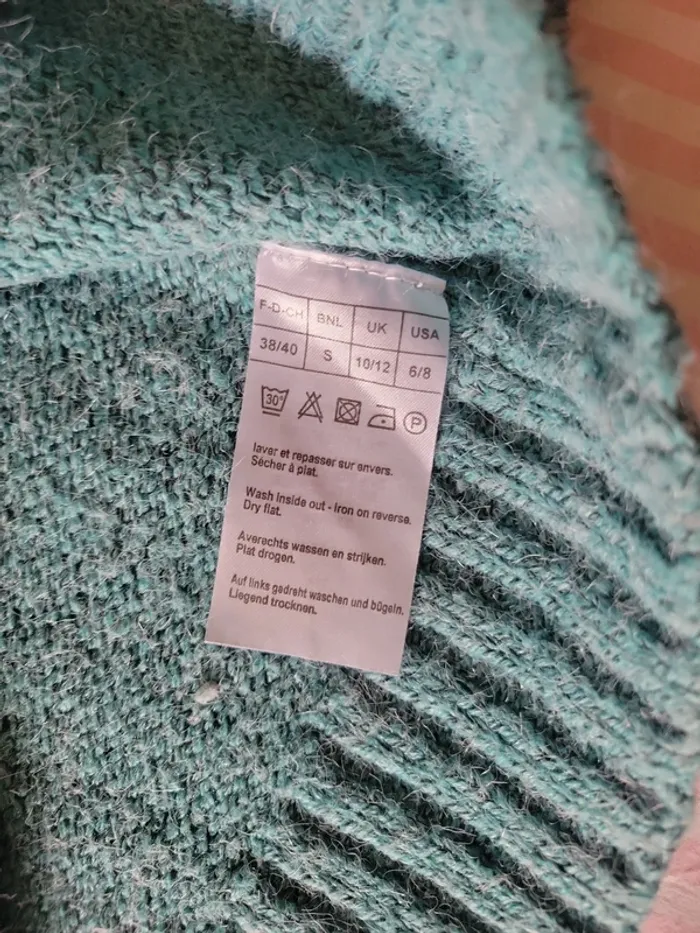 F-D-CH BNL UK USA
38/40 S 10/12 6/8
30° P
laver et repasser sur envers.
Sécher à plat.
Wash inside out - Iron on reverse.
Dry flat.
Averechts wassen en strijken.
Plat drogen.
Auf links gedreht waschen und bügeln.
Liegend trocknen.